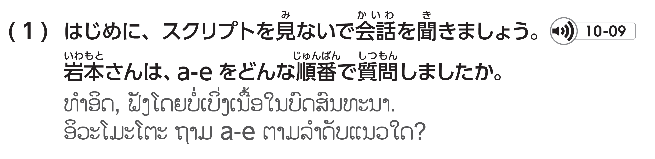 (1) はじめに、スクリプトを見ないで会話を聞きましょう。 10-09
岩本さんは、a-e をどんな順番で質問しましたか。
ທຳອິດ, ຟັງໂດຍບໍ່ເບິ່ງເນື້ອໃນບົດສົນທະນາ.
ອິວະໂມະໂຕະ ຖາມ a-e ຕາມລຳດັບແນວໃດ?